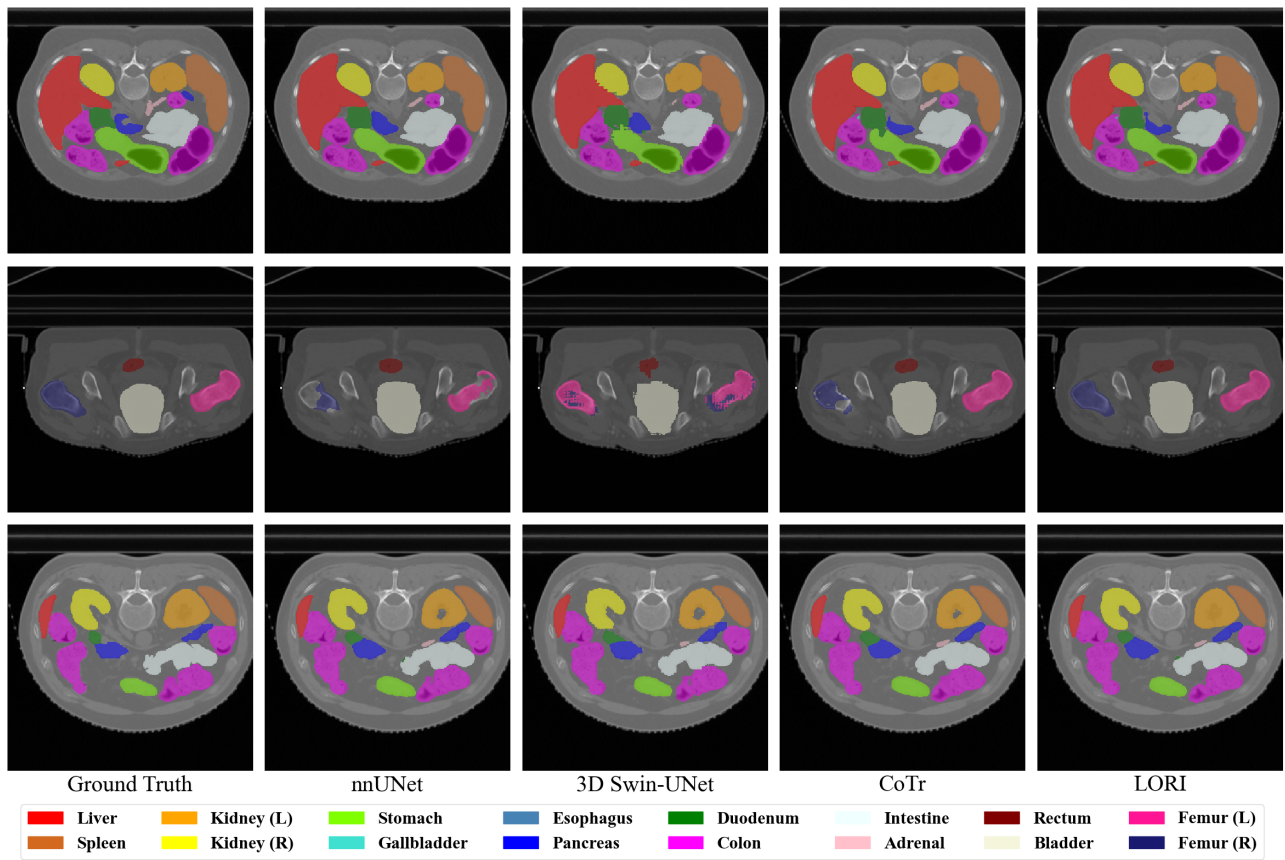 Ground Truth nnUNet 3D Swin-UNet CoTr LORI
Liver Kidney (L) Stomach Esophagus Duodenum Intestine Rectum Femur (L)
Spleen Kidney (R) Gallbladder Pancreas Colon Adrenal Bladder Femur (R)